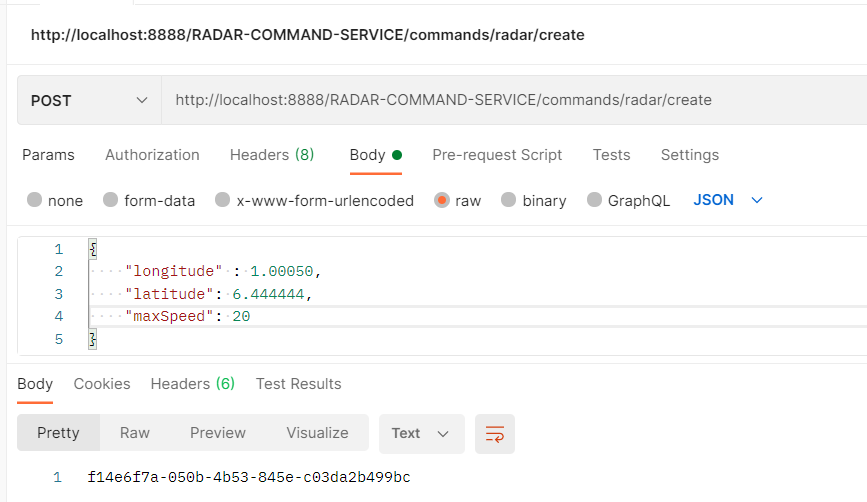 http://localhost:8888/RADAR-COMMAND-SERVICE/commands/radar/create
POST http://localhost:8888/RADAR-COMMAND-SERVICE/commands/radar/create
Params Authorization Headers (8) Body Pre-request Script Tests Settings
none form-data x-www-form-urlencoded raw binary GraphQL JSON
1 {
2 "longitude" : 1.00050,
3 "latitude": 6.444444,
4 "maxSpeed": 20
5 }
Body Cookies Headers (6) Test Results
Pretty Raw Preview Visualize Text
1 f14e6f7a-050b-4b53-845e-c03da2b499bc